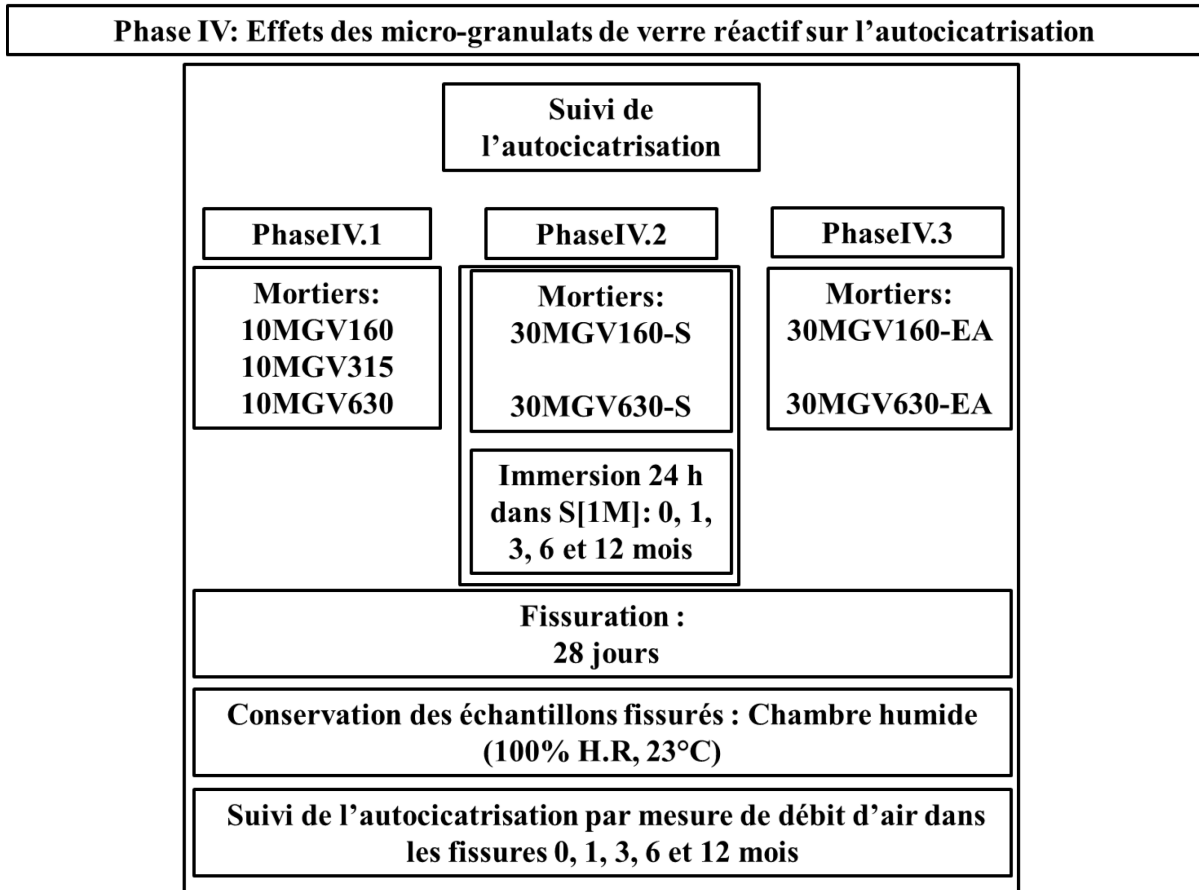 Phase IV: Effets des micro-granulats de verre réactif sur l’autocicatrisation
Suivi de
l’autocicatrisation
PhaseIV.1
Mortiers:
10MGV160
10MGV315
10MGV630
PhaseIV.2
Mortiers:
30MGV160-S
30MGV630-S
Immersion 24 h
dans S[1M]: 0, 1,
3, 6 et 12 mois
PhaseIV.3
Mortiers:
30MGV160-EA
30MGV630-EA
Fissuration :
28 jours
Conservation des échantillons fissurés : Chambre humide
(100% H.R, 23°C)
Suivi de l’autocicatrisation par mesure de débit d’air dans
les fissures 0, 1, 3, 6 et 12 mois